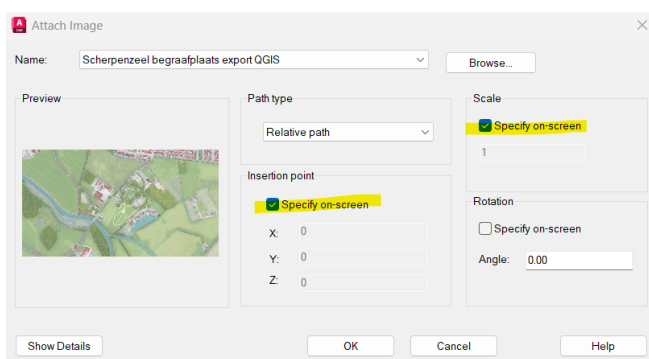 Attach Image
Name: Scherpenzeel begraafplaats export QGIS Browse...
Preview
Path type
Relative path
Insertion point
Specify on-screen
X: 0
Y: 0
Z: 0
Scale
Specify on-screen
1
Rotation
Specify on-screen
Angle: 0.00
Show Details OK Cancel Help